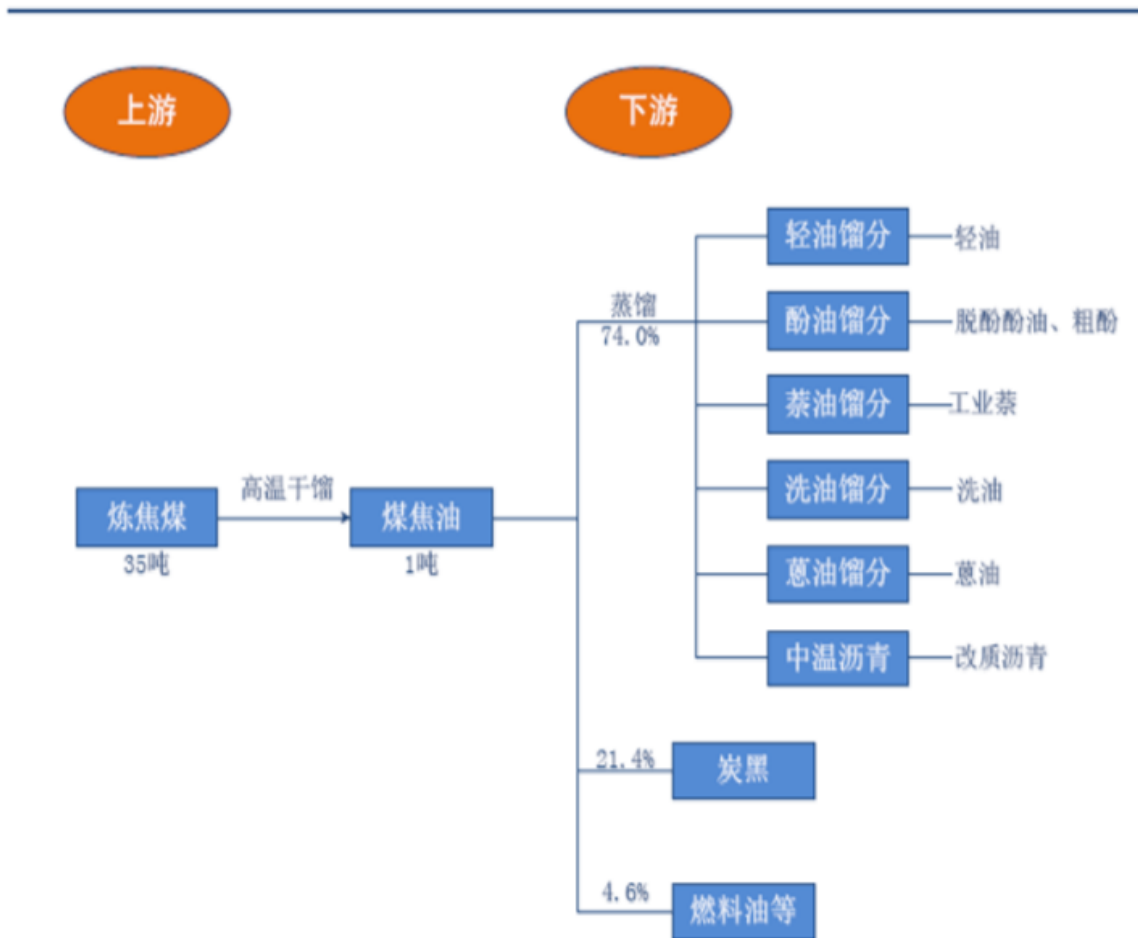 上游
下游
轻油馏分
轻油
蒸馏
74.0%
酚油馏分
脱酚酚油、粗酚
萘油馏分
工业萘
高温干馏
炼焦煤
35吨
煤焦油
1吨
洗油馏分
洗油
蒽油馏分
蒽油
中温沥青
改质沥青
21.4%
炭黑
4.6%
燃料油等